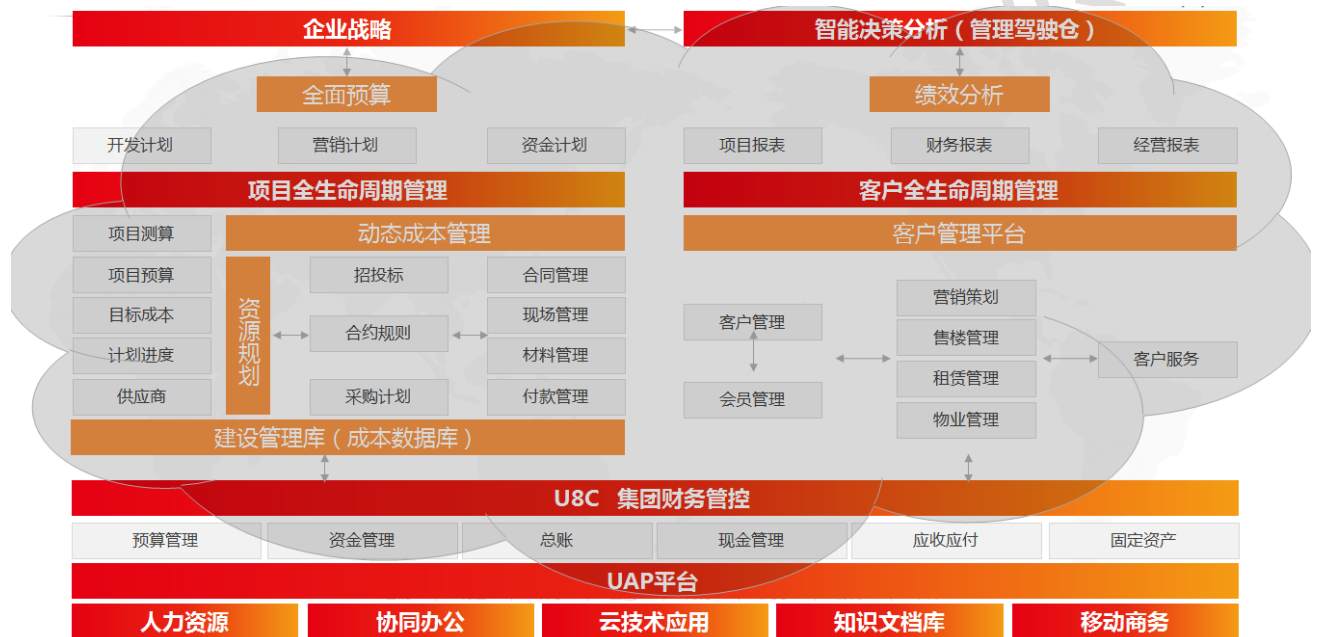 企业战略
智能决策分析（管理驾驶仓）
全面预算
绩效分析
开发计划
营销计划
资金计划
项目报表
财务报表
经营报表
项目全生命周期管理
客户全生命周期管理
项目测算
动态成本管理
客户管理平台
项目预算
目标成本
计划进度
供应商
资源规划
招投标
合约规则
采购计划
合同管理
现场管理
材料管理
付款管理
客户管理
会员管理
营销策划
售楼管理
租赁管理
物业管理
客户服务
建设管理库（成本数据库）
U8C 集团财务管控
预算管理
资金管理
总账
现金管理
应收应付
固定资产
UAP平台
人力资源
协同办公
云技术应用
知识文档库
移动商务